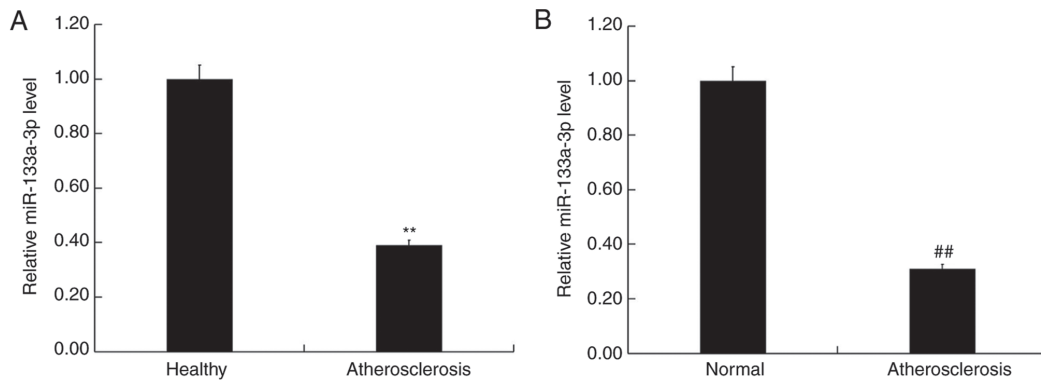 A
Relative miR-133a-3p level
1.20
1.00
0.80
0.60
0.40
0.20
0.00
**
Healthy
Atherosclerosis
B
Relative miR-133a-3p level
1.20
1.00
0.80
0.60
0.40
0.20
0.00
##
Normal
Atherosclerosis